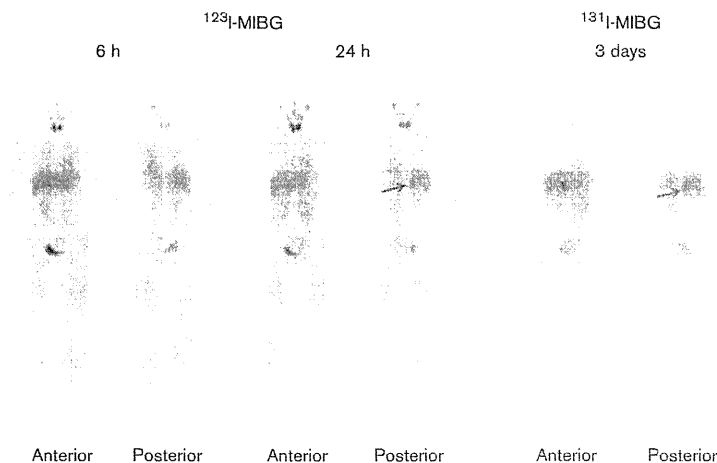 ¹²³I-MIBG
¹³¹I-MIBG
6 h
24 h
3 days
Anterior
Posterior
Anterior
Posterior
Anterior
Posterior